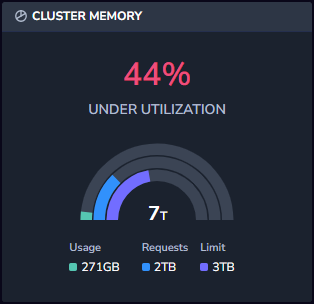 CLUSTER MEMORY
44%
UNDER UTILIZATION
7T
Usage Requests Limit
271GB 2TB 3TB